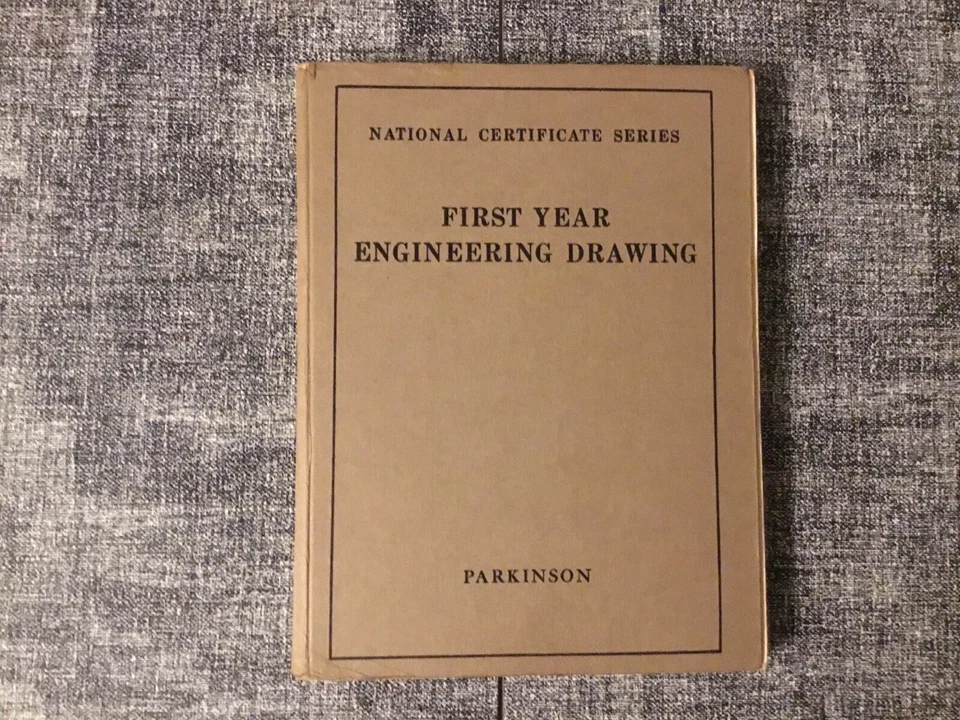 NATIONAL CERTIFICATE SERIES
FIRST YEAR
ENGINEERING DRAWING
PARKINSON